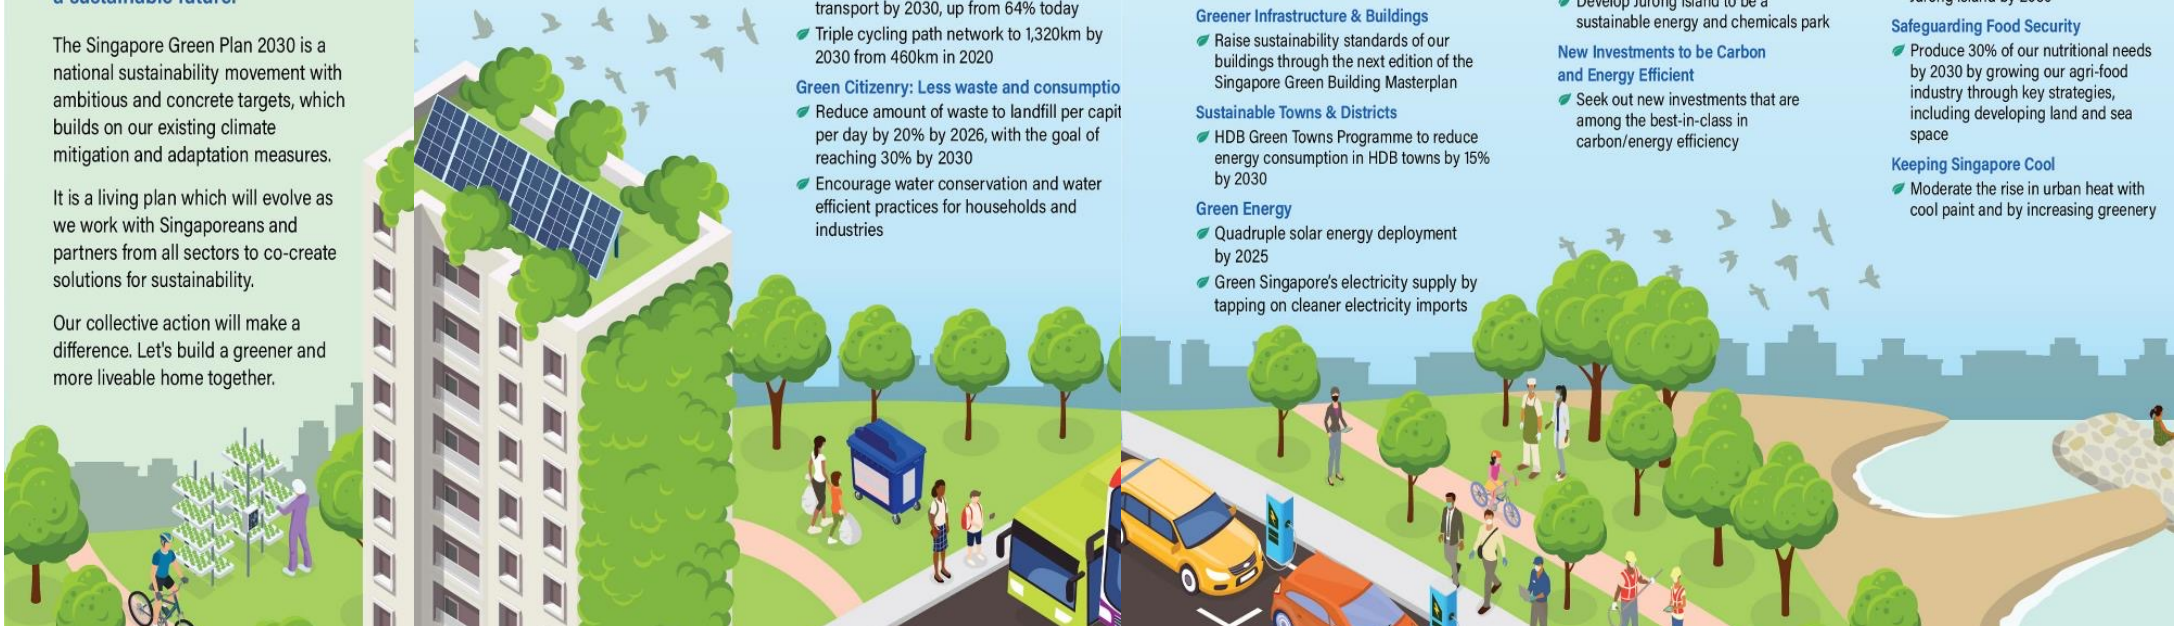 a sustainable future.
The Singapore Green Plan 2030 is a
national sustainability movement with
ambitious and concrete targets, which
builds on our existing climate
mitigation and adaptation measures.
It is a living plan which will evolve as
we work with Singaporeans and
partners from all sectors to co-create
solutions for sustainability.
Our collective action will make a
difference. Let's build a greener and
more liveable home together.
transport by 2030, up from 64% today
Triple cycling path network to 1,320km by
2030 from 460km in 2020
Green Citizenry: Less waste and consumptio
Reduce amount of waste to landfill per capit
per day by 20% by 2026, with the goal of
reaching 30% by 2030
Encourage water conservation and water
efficient practices for households and
industries
Greener Infrastructure & Buildings
Raise sustainability standards of our
buildings through the next edition of the
Singapore Green Building Masterplan
Sustainable Towns & Districts
HDB Green Towns Programme to reduce
energy consumption in HDB towns by 15%
by 2030
Green Energy
Quadruple solar energy deployment
by 2025
Green Singapore's electricity supply by
tapping on cleaner electricity imports
Develop Jurong Island to be a
sustainable energy and chemicals park
New Investments to be Carbon
and Energy Efficient
Seek out new investments that are
among the best-in-class in
carbon/energy efficiency
Jurong Island by 2030
Safeguarding Food Security
Produce 30% of our nutritional needs
by 2030 by growing our agri-food
industry through key strategies,
including developing land and sea
space
Keeping Singapore Cool
Moderate the rise in urban heat with
cool paint and by increasing greenery